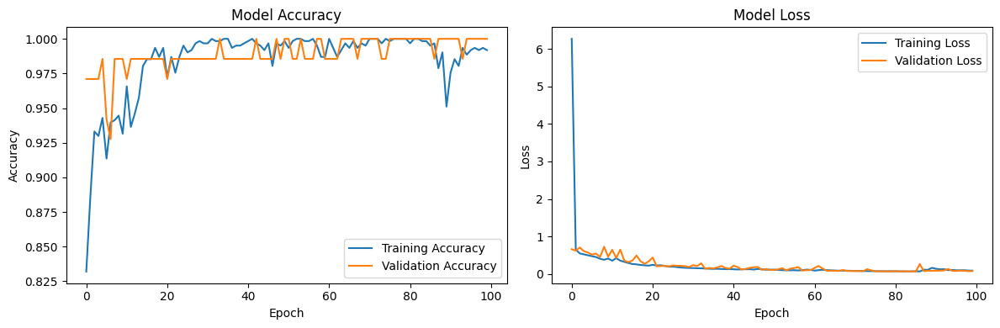 Model Accuracy
1.000
0.975
0.950
0.925
0.900
0.875
0.850
0.825
Accuracy
0 20 40 60 80 100
Epoch
Training Accuracy
Validation Accuracy
Model Loss
6
5
4
3
2
1
0
Loss
0 20 40 60 80 100
Epoch
Training Loss
Validation Loss